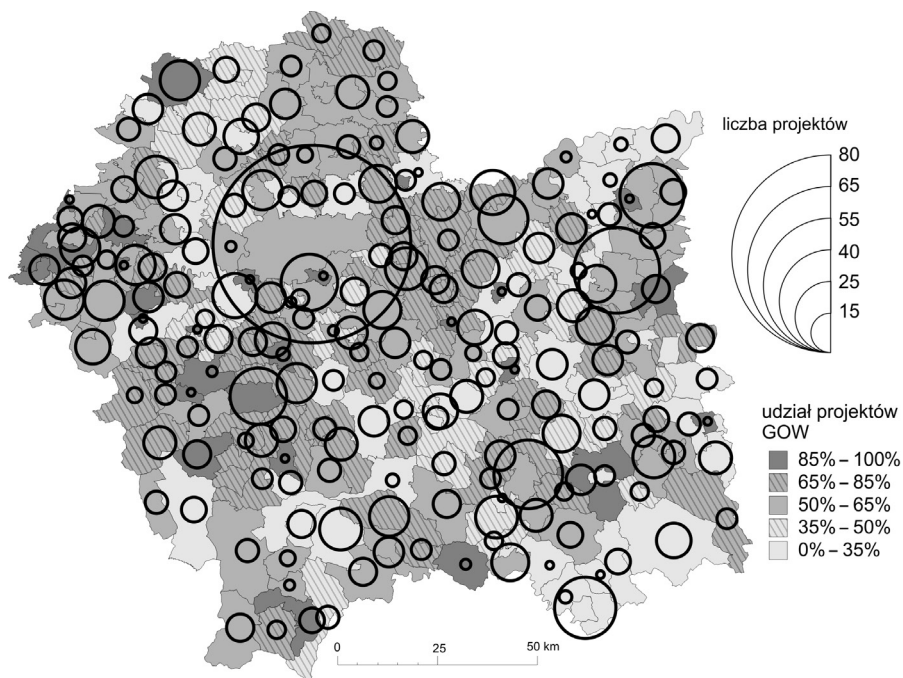 liczba projektów
80
65
55
40
25
15
udział projektów
GOW
85% – 100%
65% – 85%
50% – 65%
35% – 50%
0% – 35%
0 25 50 km